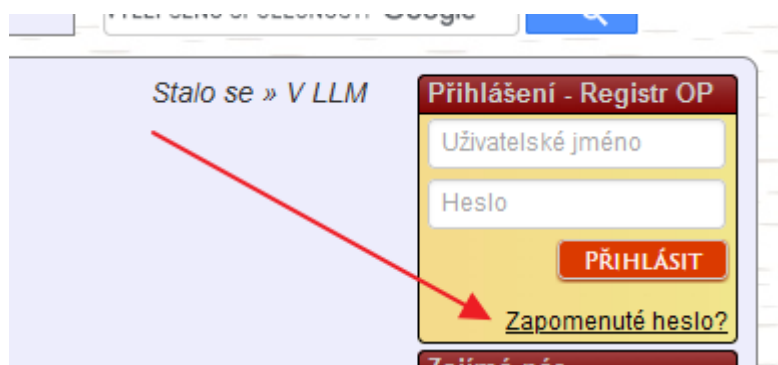 Google
Stalo se » V LLM
Přihlášení - Registr OP
Uživatelské jméno
Heslo
PŘIHLÁSIT
Zapomenuté heslo?